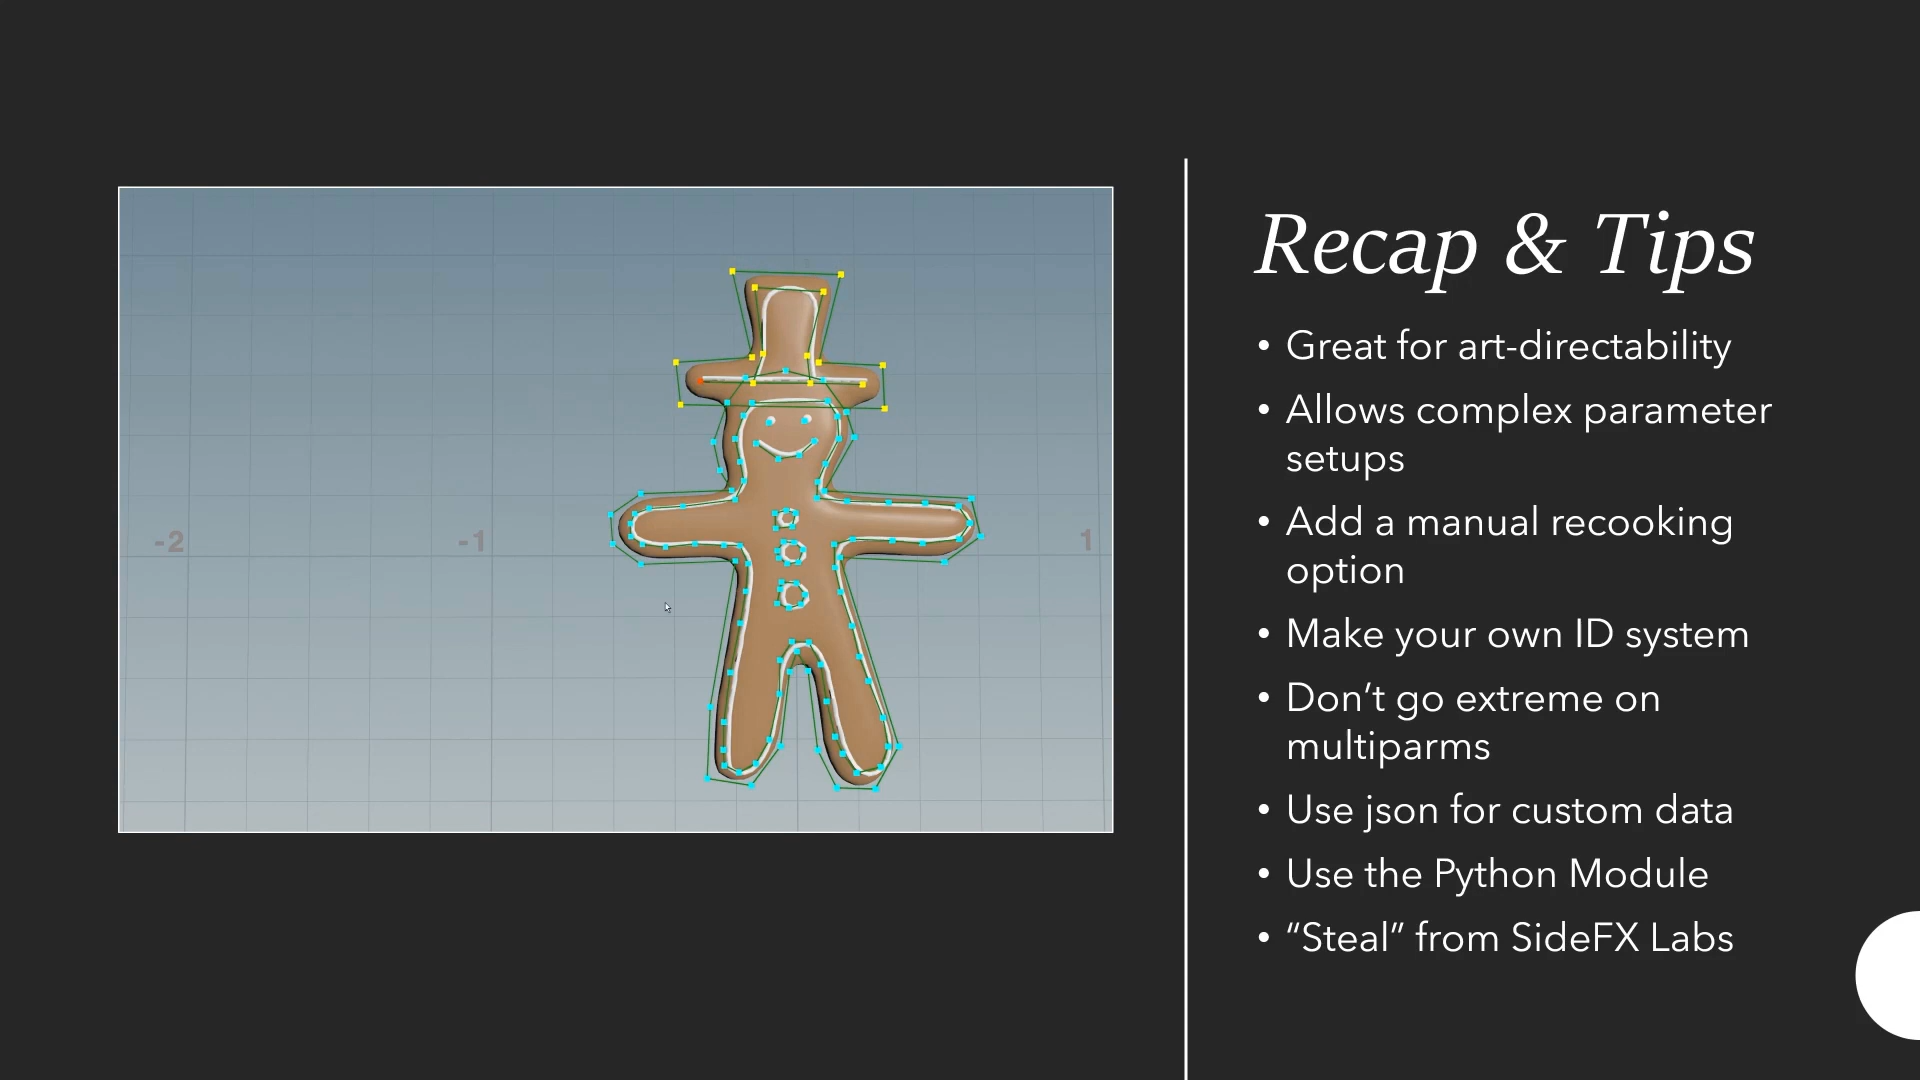 Recap & Tips
• Great for art-directability
• Allows complex parameter
setups
• Add a manual recooking
option
• Make your own ID system
• Don’t go extreme on
multiparms
• Use json for custom data
• Use the Python Module
• “Steal” from SideFX Labs
-2
-1
1